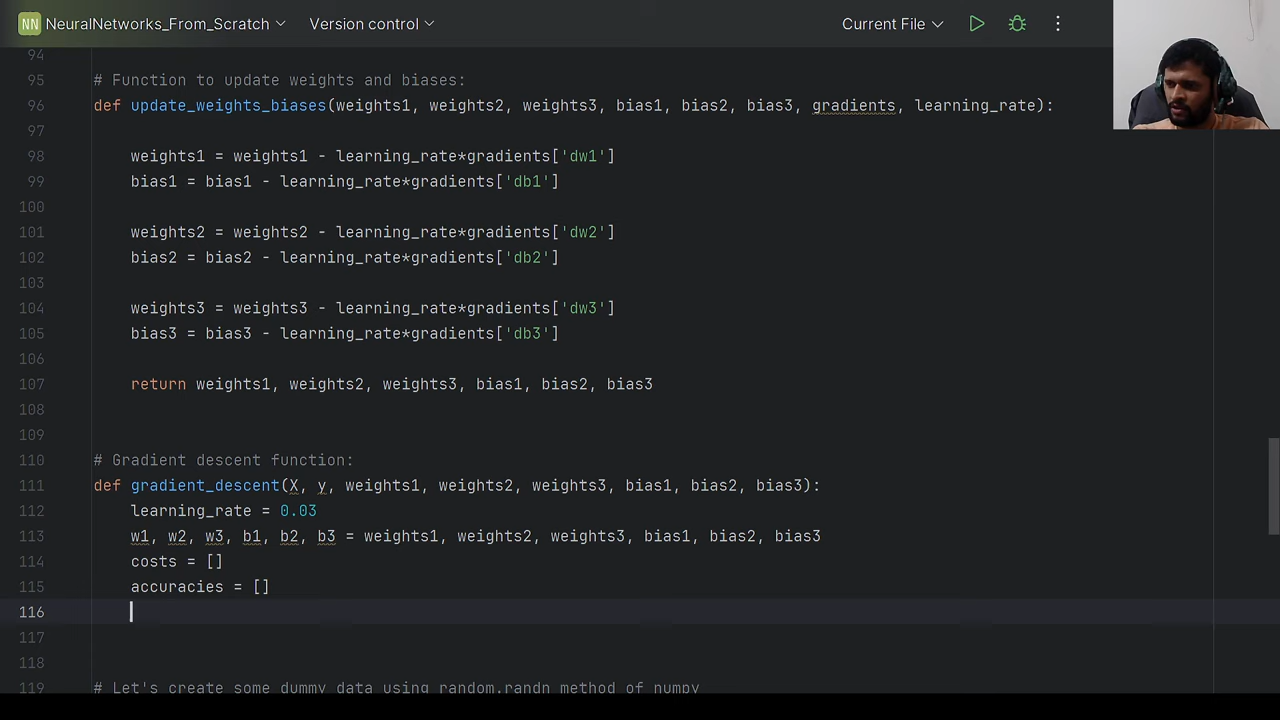 NN NeuralNetworks_From_Scratch Version control Current File
94
95 # Function to update weights and biases:
96 def update_weights_biases(weights1, weights2, weights3, bias1, bias2, bias3, gradients, learning_rate):
97
98 weights1 = weights1 - learning_rate*gradients['dw1']
99 bias1 = bias1 - learning_rate*gradients['db1']
100
101 weights2 = weights2 - learning_rate*gradients['dw2']
102 bias2 = bias2 - learning_rate*gradients['db2']
103
104 weights3 = weights3 - learning_rate*gradients['dw3']
105 bias3 = bias3 - learning_rate*gradients['db3']
106
107 return weights1, weights2, weights3, bias1, bias2, bias3
108
109
110 # Gradient descent function:
111 def gradient_descent(X, y, weights1, weights2, weights3, bias1, bias2, bias3):
112 learning_rate = 0.03
113 w1, w2, w3, b1, b2, b3 = weights1, weights2, weights3, bias1, bias2, bias3
114 costs = []
115 accuracies = []
116
117
118
119 # Let's create some dummy data using random.randn method of numpy